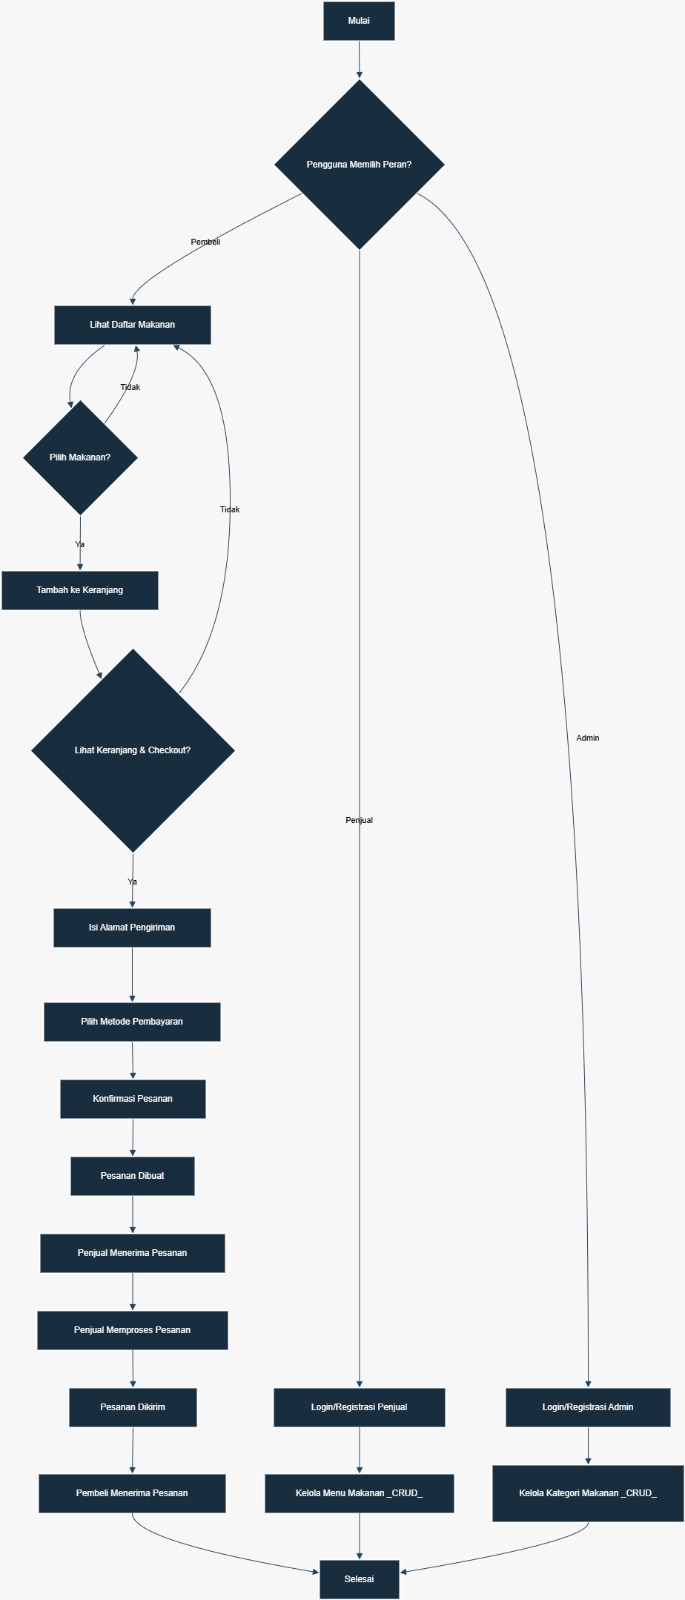 Mulai
Pengguna Memilih Peran?
Pembeli
Lihat Daftar Makanan
Tidak
Pilih Makanan?
Tidak
Ya
Tambah ke Keranjang
Admin
Lihat Keranjang & Checkout?
Penjual
Ya
Isi Alamat Pengiriman
Pilih Metode Pembayaran
Konfirmasi Pesanan
Pesanan Dibuat
Penjual Menerima Pesanan
Penjual Memproses Pesanan
Pesanan Dikirim
Login/Registrasi Penjual
Login/Registrasi Admin
Pembeli Menerima Pesanan
Kelola Menu Makanan _CRUD_
Kelola Kategori Makanan _CRUD_
Selesai